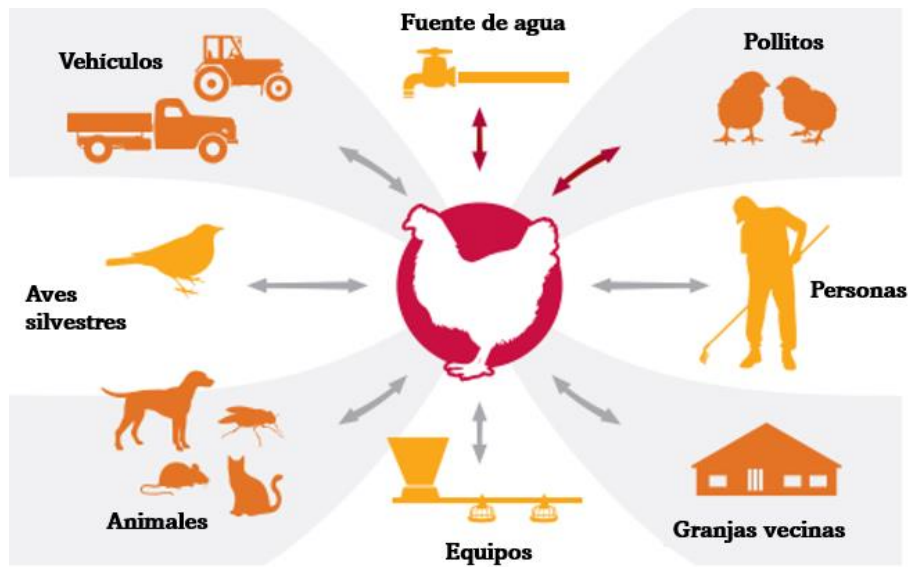 Fuente de agua
Vehículos
Pollitos
Aves
silvestres
Personas
Animales
Equipos
Granjas vecinas